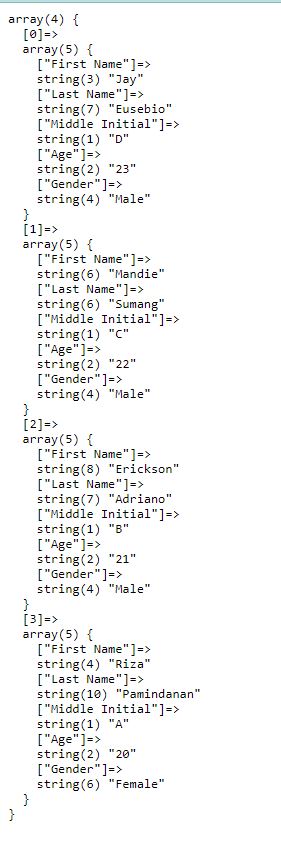 array(4) {
  [0]=>
  array(5) {
    ["First Name"]=>
    string(3) "Jay"
    ["Last Name"]=>
    string(7) "Eusebio"
    ["Middle Initial"]=>
    string(1) "D"
    ["Age"]=>
    string(2) "23"
    ["Gender"]=>
    string(4) "Male"
  }
  [1]=>
  array(5) {
    ["First Name"]=>
    string(6) "Mandie"
    ["Last Name"]=>
    string(6) "Sumang"
    ["Middle Initial"]=>
    string(1) "C"
    ["Age"]=>
    string(2) "22"
    ["Gender"]=>
    string(4) "Male"
  }
  [2]=>
  array(5) {
    ["First Name"]=>
    string(8) "Erickson"
    ["Last Name"]=>
    string(7) "Adriano"
    ["Middle Initial"]=>
    string(1) "B"
    ["Age"]=>
    string(2) "21"
    ["Gender"]=>
    string(4) "Male"
  }
  [3]=>
  array(5) {
    ["First Name"]=>
    string(4) "Riza"
    ["Last Name"]=>
    string(10) "Pamindanan"
    ["Middle Initial"]=>
    string(1) "A"
    ["Age"]=>
    string(2) "20"
    ["Gender"]=>
    string(6) "Female"
  }
}